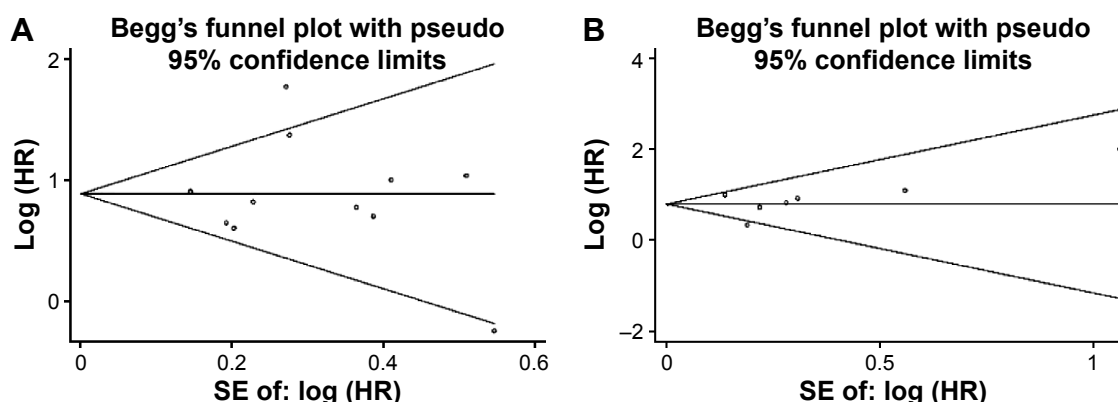 A
Begg’s funnel plot with pseudo
95% confidence limits
Log (HR)
2
1
0
0
0.2
0.4
0.6
SE of: log (HR)
B
Begg’s funnel plot with pseudo
95% confidence limits
Log (HR)
4
2
0
–2
0
0.5
1
SE of: log (HR)